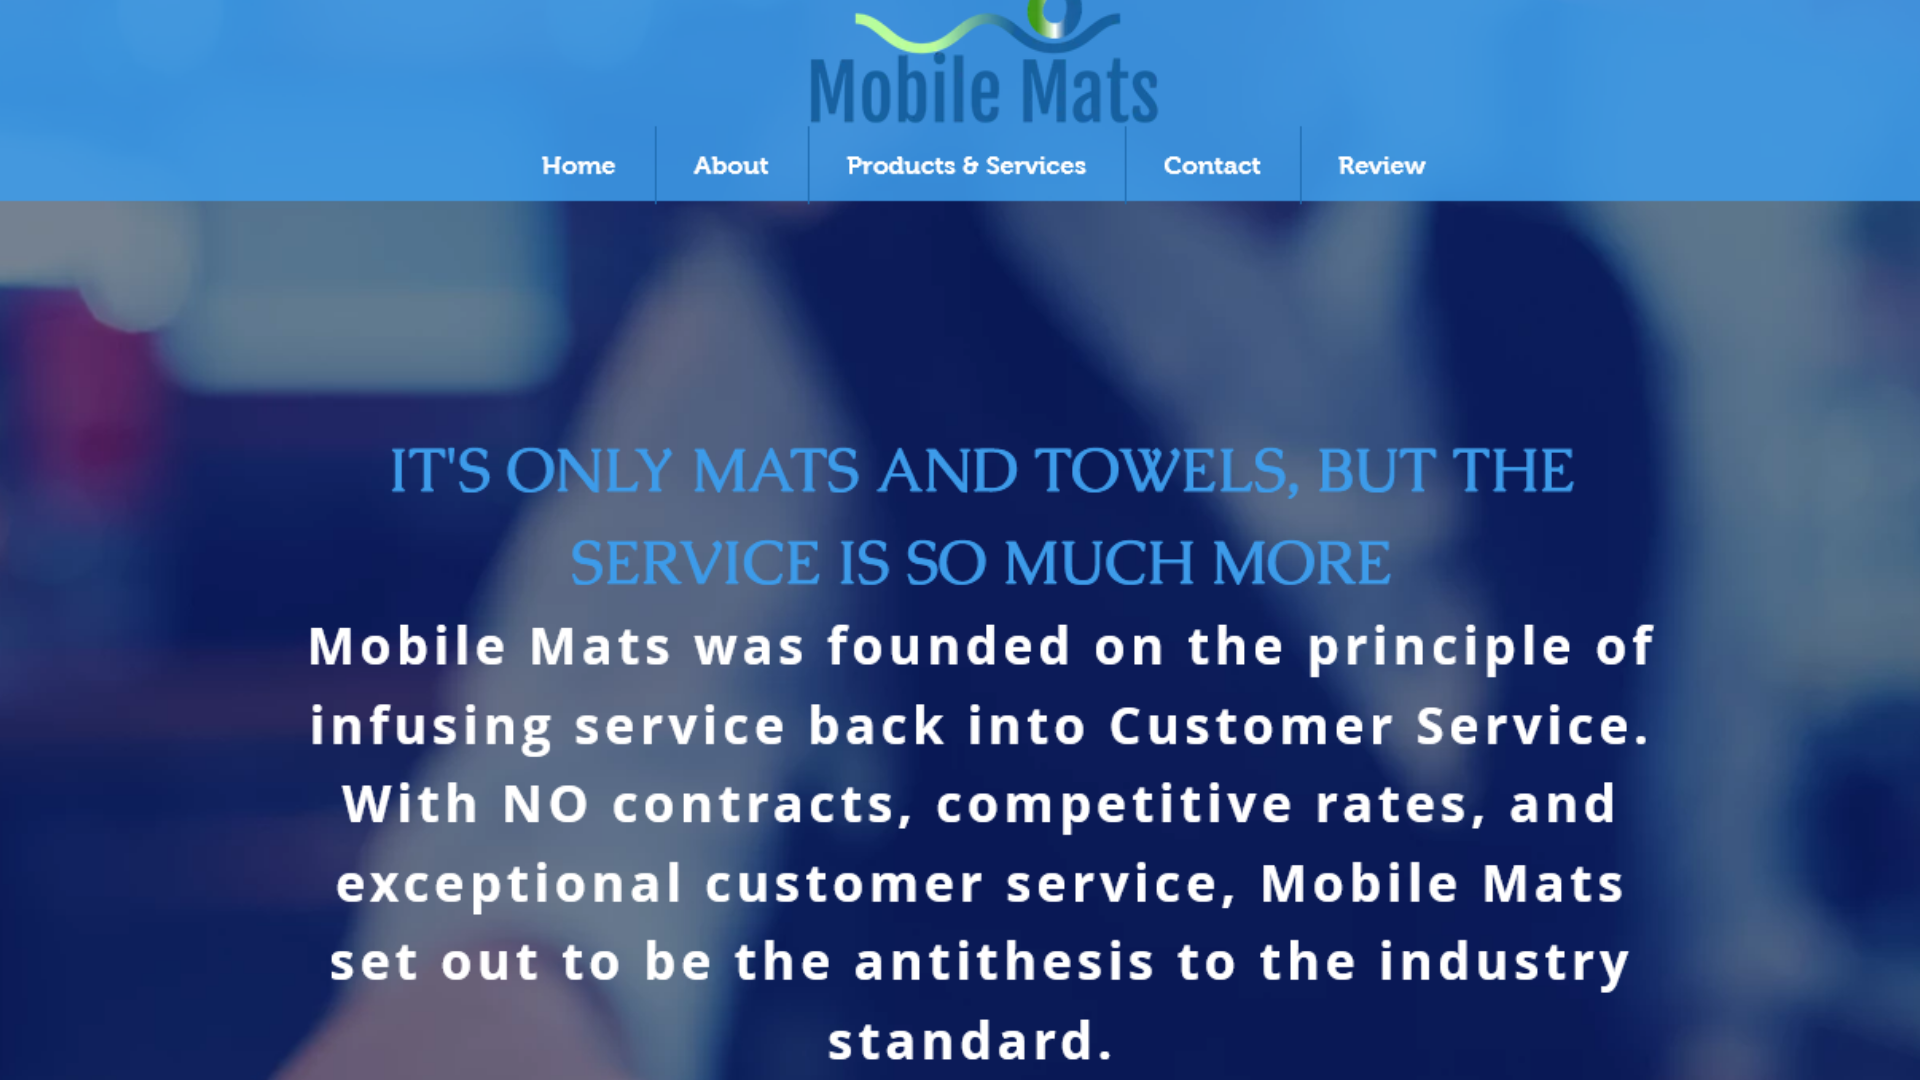 Mobile Mats
Home About Products & Services Contact Review
IT'S ONLY MATS AND TOWELS, BUT THE
SERVICE IS SO MUCH MORE
Mobile Mats was founded on the principle of
infusing service back into Customer Service.
With NO contracts, competitive rates, and
exceptional customer service, Mobile Mats
set out to be the antithesis to the industry
standard.